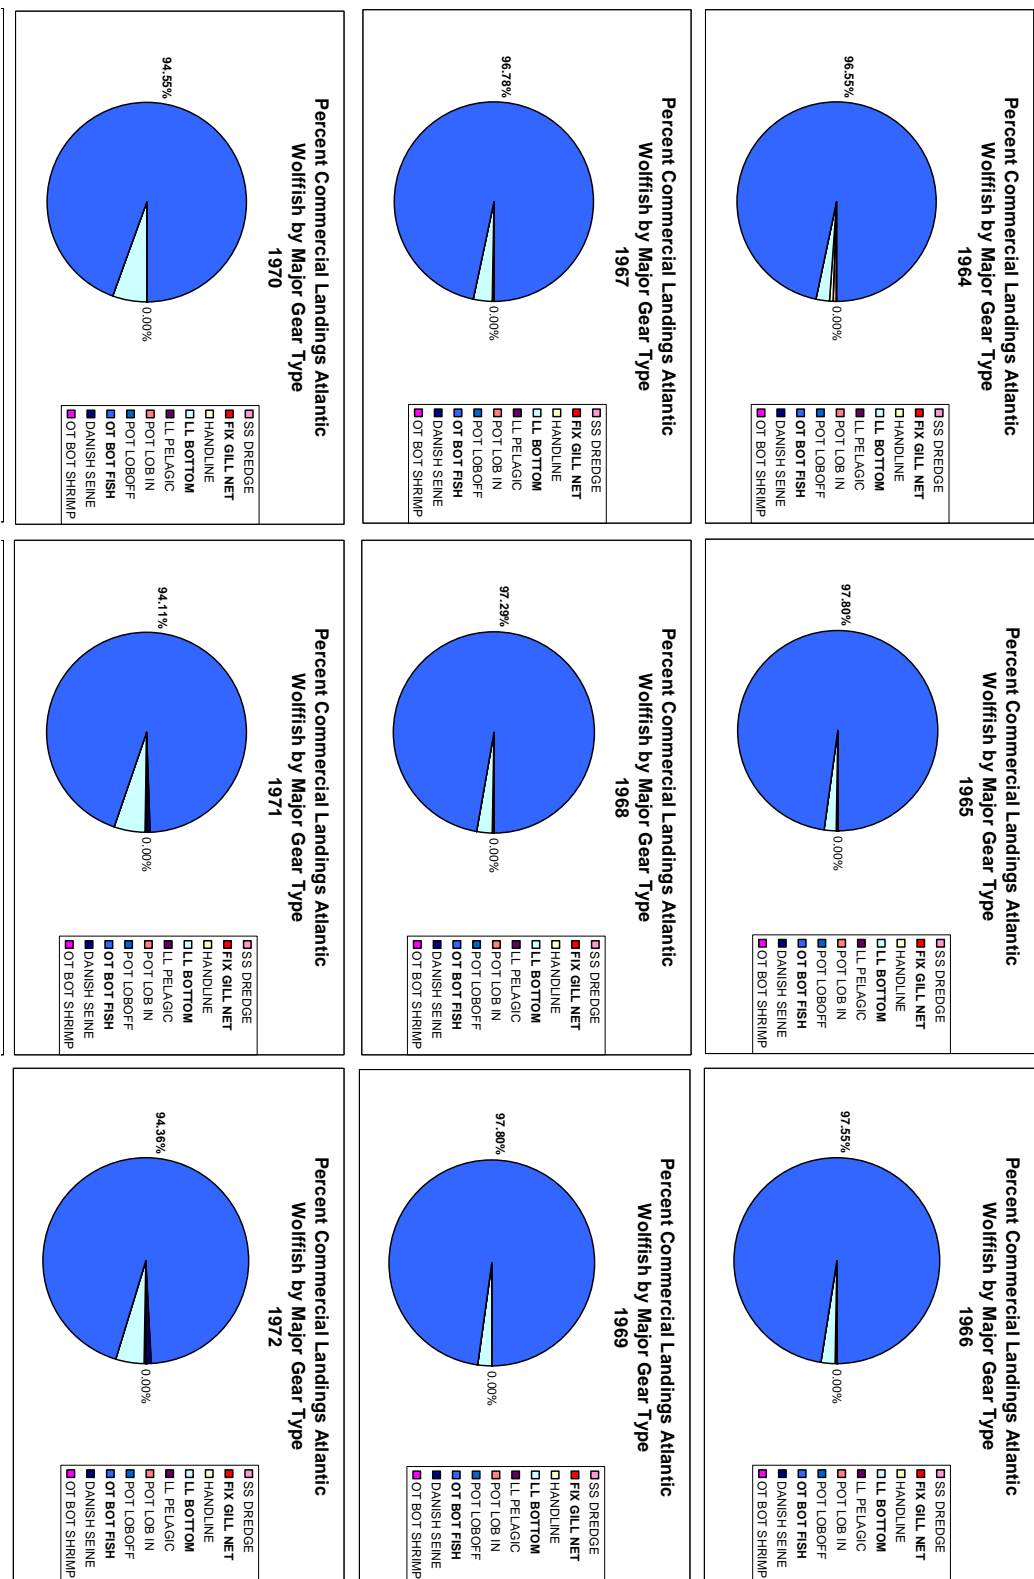 Percent Commercial Landings Atlantic
Wolffish by Major Gear Type
1964
96.55%
0.00%
SS DREDGE
FIX GILL NET
HANDLINE
LL BOTTOM
LL PELAGIC
POT LOB IN
POT LOBOFF
OT BOT FISH
DANISH SEINE
OT BOT SHRIMP
Percent Commercial Landings Atlantic
Wolffish by Major Gear Type
1965
97.80%
0.00%
SS DREDGE
FIX GILL NET
HANDLINE
LL BOTTOM
LL PELAGIC
POT LOB IN
POT LOBOFF
OT BOT FISH
DANISH SEINE
OT BOT SHRIMP
Percent Commercial Landings Atlantic
Wolffish by Major Gear Type
1966
97.55%
0.00%
SS DREDGE
FIX GILL NET
HANDLINE
LL BOTTOM
LL PELAGIC
POT LOB IN
POT LOBOFF
OT BOT FISH
DANISH SEINE
OT BOT SHRIMP
Percent Commercial Landings Atlantic
Wolffish by Major Gear Type
1967
96.78%
0.00%
SS DREDGE
FIX GILL NET
HANDLINE
LL BOTTOM
LL PELAGIC
POT LOB IN
POT LOBOFF
OT BOT FISH
DANISH SEINE
OT BOT SHRIMP
Percent Commercial Landings Atlantic
Wolffish by Major Gear Type
1968
97.29%
0.00%
SS DREDGE
FIX GILL NET
HANDLINE
LL BOTTOM
LL PELAGIC
POT LOB IN
POT LOBOFF
OT BOT FISH
DANISH SEINE
OT BOT SHRIMP
Percent Commercial Landings Atlantic
Wolffish by Major Gear Type
1969
97.80%
0.00%
SS DREDGE
FIX GILL NET
HANDLINE
LL BOTTOM
LL PELAGIC
POT LOB IN
POT LOBOFF
OT BOT FISH
DANISH SEINE
OT BOT SHRIMP
Percent Commercial Landings Atlantic
Wolffish by Major Gear Type
1970
94.55%
0.00%
SS DREDGE
FIX GILL NET
HANDLINE
LL BOTTOM
LL PELAGIC
POT LOB IN
POT LOBOFF
OT BOT FISH
DANISH SEINE
OT BOT SHRIMP
Percent Commercial Landings Atlantic
Wolffish by Major Gear Type
1971
94.11%
0.00%
SS DREDGE
FIX GILL NET
HANDLINE
LL BOTTOM
LL PELAGIC
POT LOB IN
POT LOBOFF
OT BOT FISH
DANISH SEINE
OT BOT SHRIMP
Percent Commercial Landings Atlantic
Wolffish by Major Gear Type
1972
94.36%
0.00%
SS DREDGE
FIX GILL NET
HANDLINE
LL BOTTOM
LL PELAGIC
POT LOB IN
POT LOBOFF
OT BOT FISH
DANISH SEINE
OT BOT SHRIMP